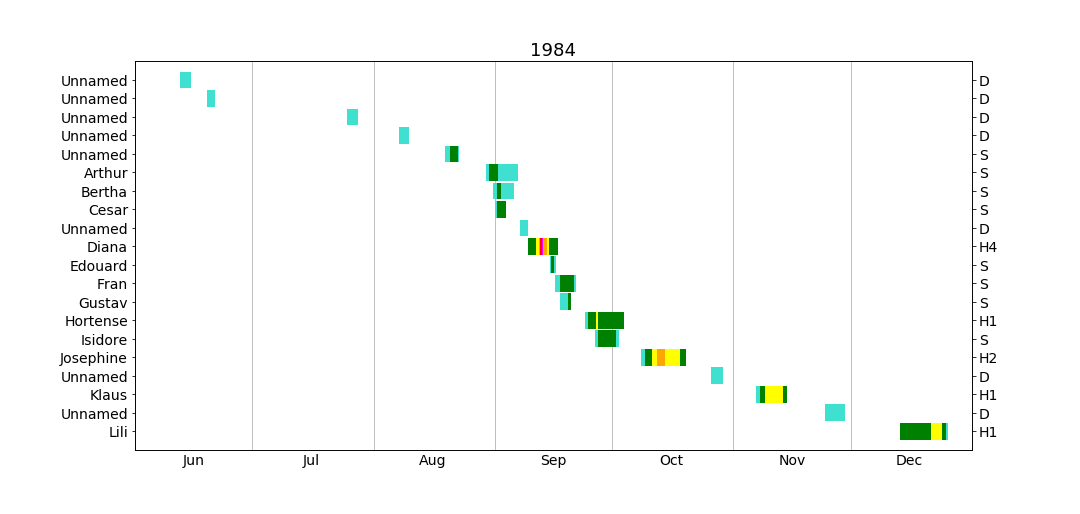 1984
Unnamed D
Unnamed D
Unnamed D
Unnamed D
Unnamed S
Arthur S
Bertha S
Cesar S
Unnamed D
Diana H4
Edouard S
Fran S
Gustav S
Hortense H1
Isidore S
Josephine H2
Unnamed D
Klaus H1
Unnamed D
Lili H1
Jun Jul Aug Sep Oct Nov Dec